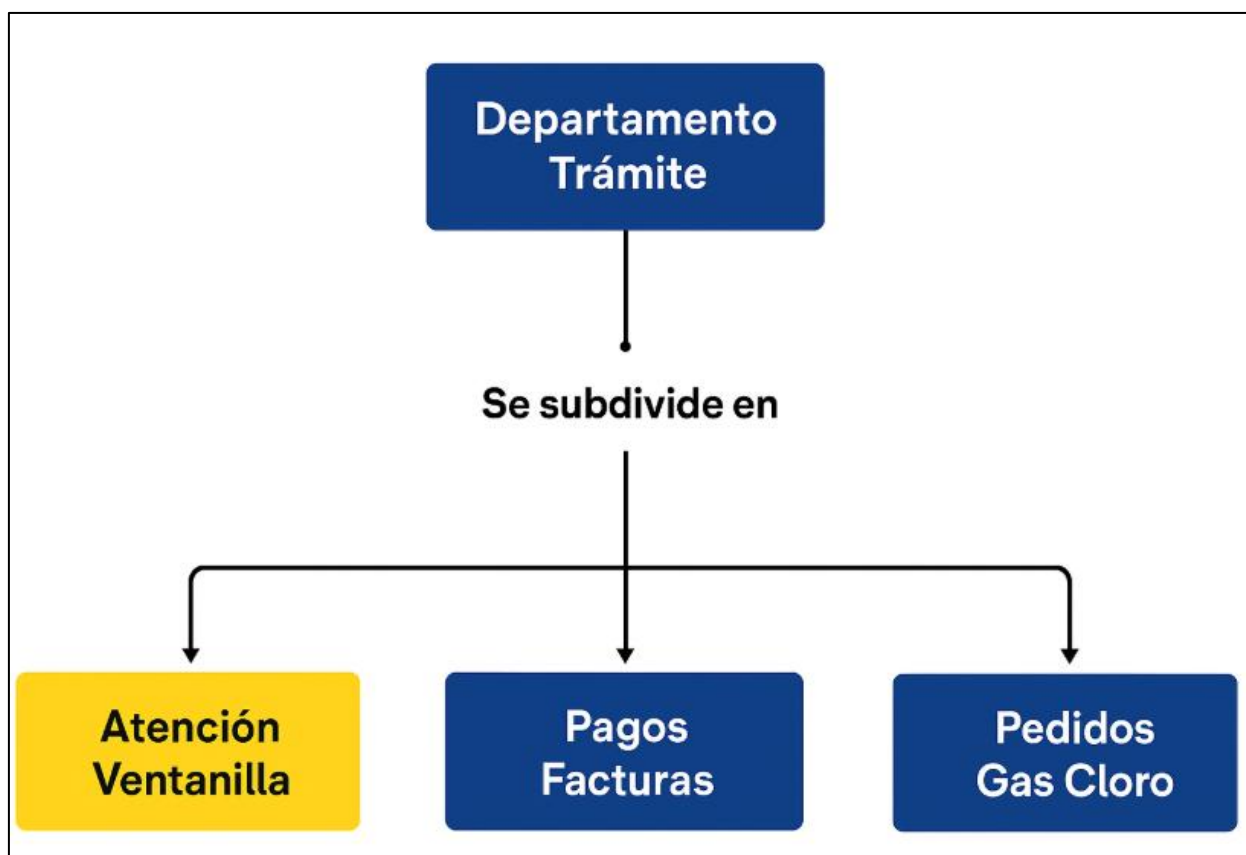 Departamento
Trámite
Se subdivide en
Atención
Ventanilla
Pagos
Facturas
Pedidos
Gas Cloro